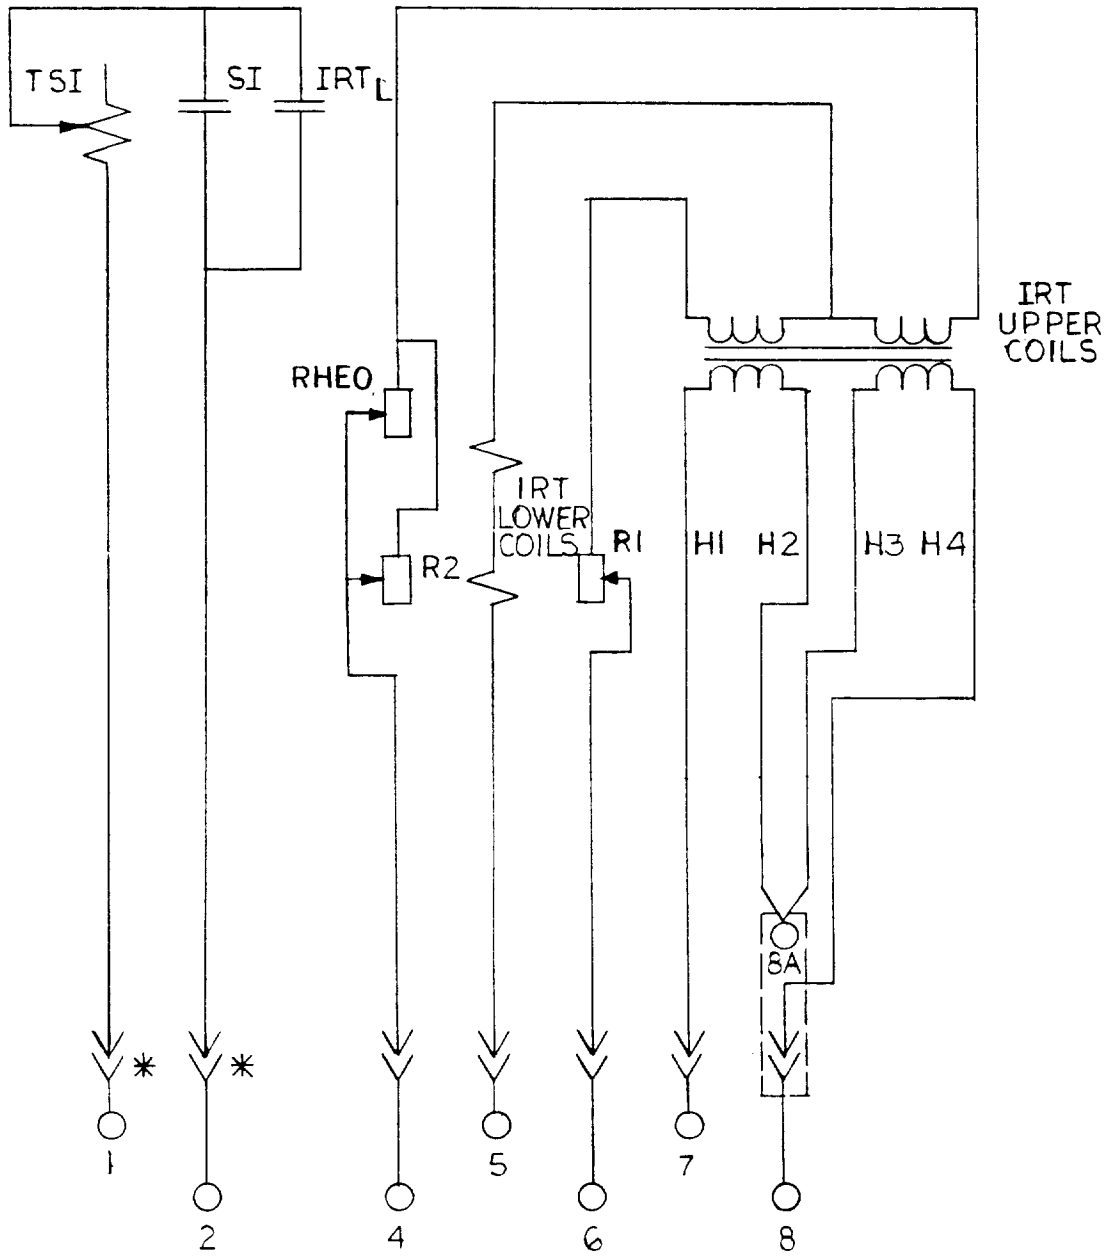 TSI
SI
IRT L
IRT
UPPER
COILS
RHEO
IRT
LOWER
COILS
R2
R1
H1
H2
H3
H4
8A
*
*
1
2
4
5
6
7
8